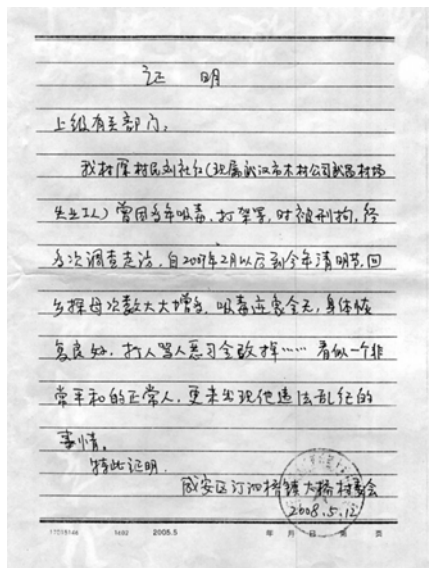 证 明
上级有关部门:
我村原村民刘社红(现属武汉市木材公司武昌材场
失业工人)曾因多年吸毒,打架等,时被刑拘,经
多次调查走访,自2007年2月以后到今年清明节,回
乡探母次数大大增多,吸毒迹象全无,身体恢
复良好,打人骂人恶习全改掉……看似一个非
常平和的正常人,更未发现他违法乱纪的
事情。
特此证明.
咸安区汀泗桥镇大桥村委会
2008.5.12
2005.5 年 月 日 第 页